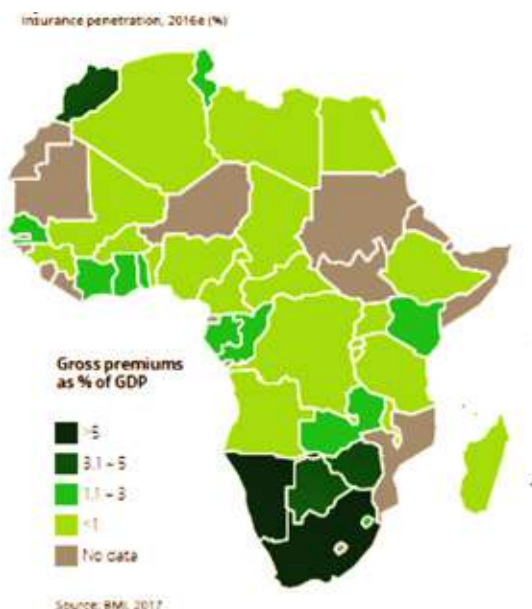 Insurance penetration, 2016e (%)
Gross premiums
as % of GDP
>5
3.1 – 5
1.1 – 3
<1
No data
Source: BMI, 2017